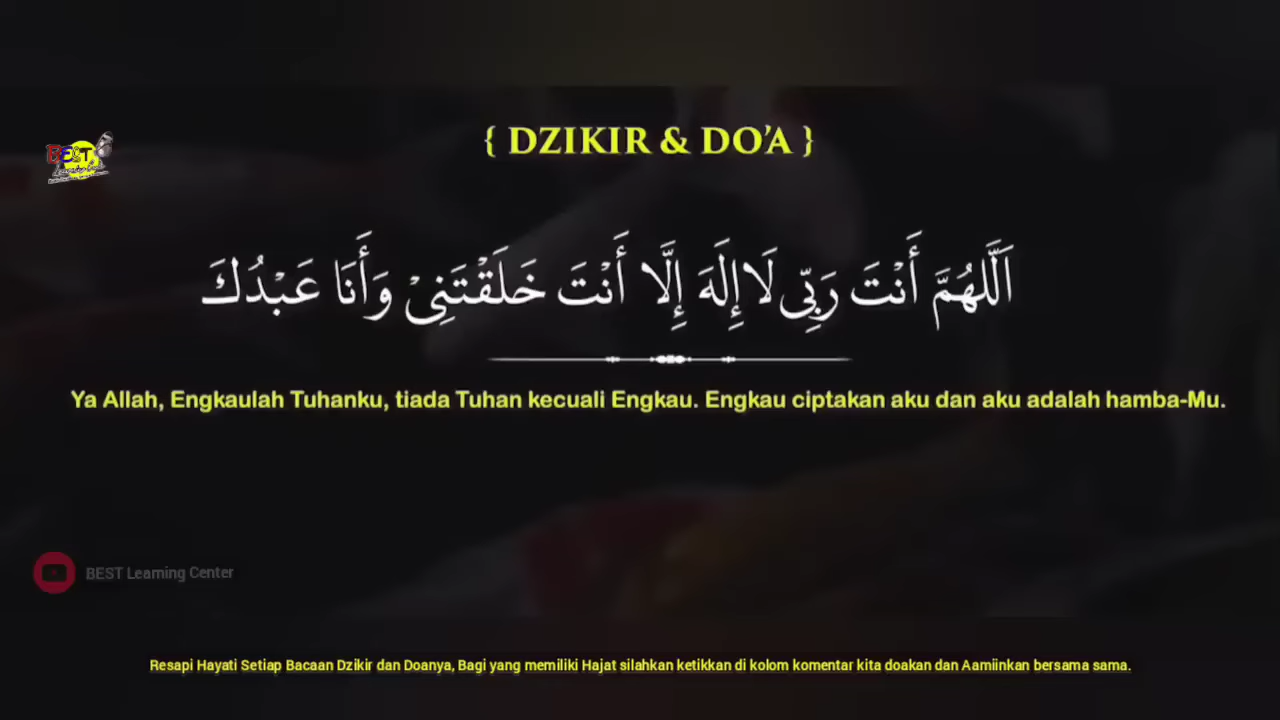 { DZIKIR & DO'A }
BEST
اَللَّهُمَّ أَنْتَ رَبِّى لَاإِلَهَ إِلَّا أَنْتَ خَلَقْتَنِىْ وَأَنَا عَبْدُكَ
Ya Allah, Engkaulah Tuhanku, tiada Tuhan kecuali Engkau. Engkau ciptakan aku dan aku adalah hamba-Mu.
BEST Learning Center
Resapi Hayati Setiap Bacaan Dzikir dan Doanya, Bagi yang memiliki Hajat silahkan ketikkan di kolom komentar kita doakan dan Aamiinkan bersama sama.